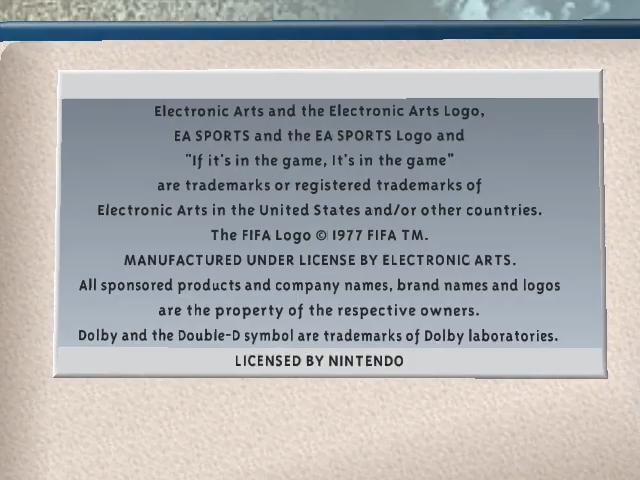 Electronic Arts and the Electronic Arts Logo,
EA SPORTS and the EA SPORTS Logo and
"If it's in the game, It's in the game"
are trademarks or registered trademarks of
Electronic Arts in the United States and/or other countries.
The FIFA Logo © 1977 FIFA TM.
MANUFACTURED UNDER LICENSE BY ELECTRONIC ARTS.
All sponsored products and company names, brand names and logos
are the property of the respective owners.
Dolby and the Double-D symbol are trademarks of Dolby laboratories.
LICENSED BY NINTENDO